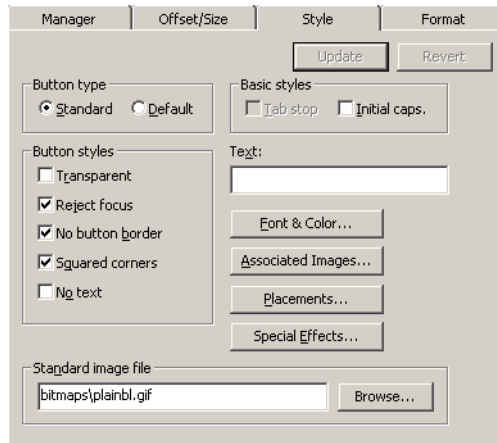 Manager Offset/Size Style Format
Update Revert
Button type
Standard Default
Basic styles
Tab stop Initial caps.
Button styles
Transparent
Reject focus
No button border
Squared corners
No text
Text:
Font & Color...
Associated Images...
Placements...
Special Effects...
Standard image file
bitmaps\plainbl.gif Browse...